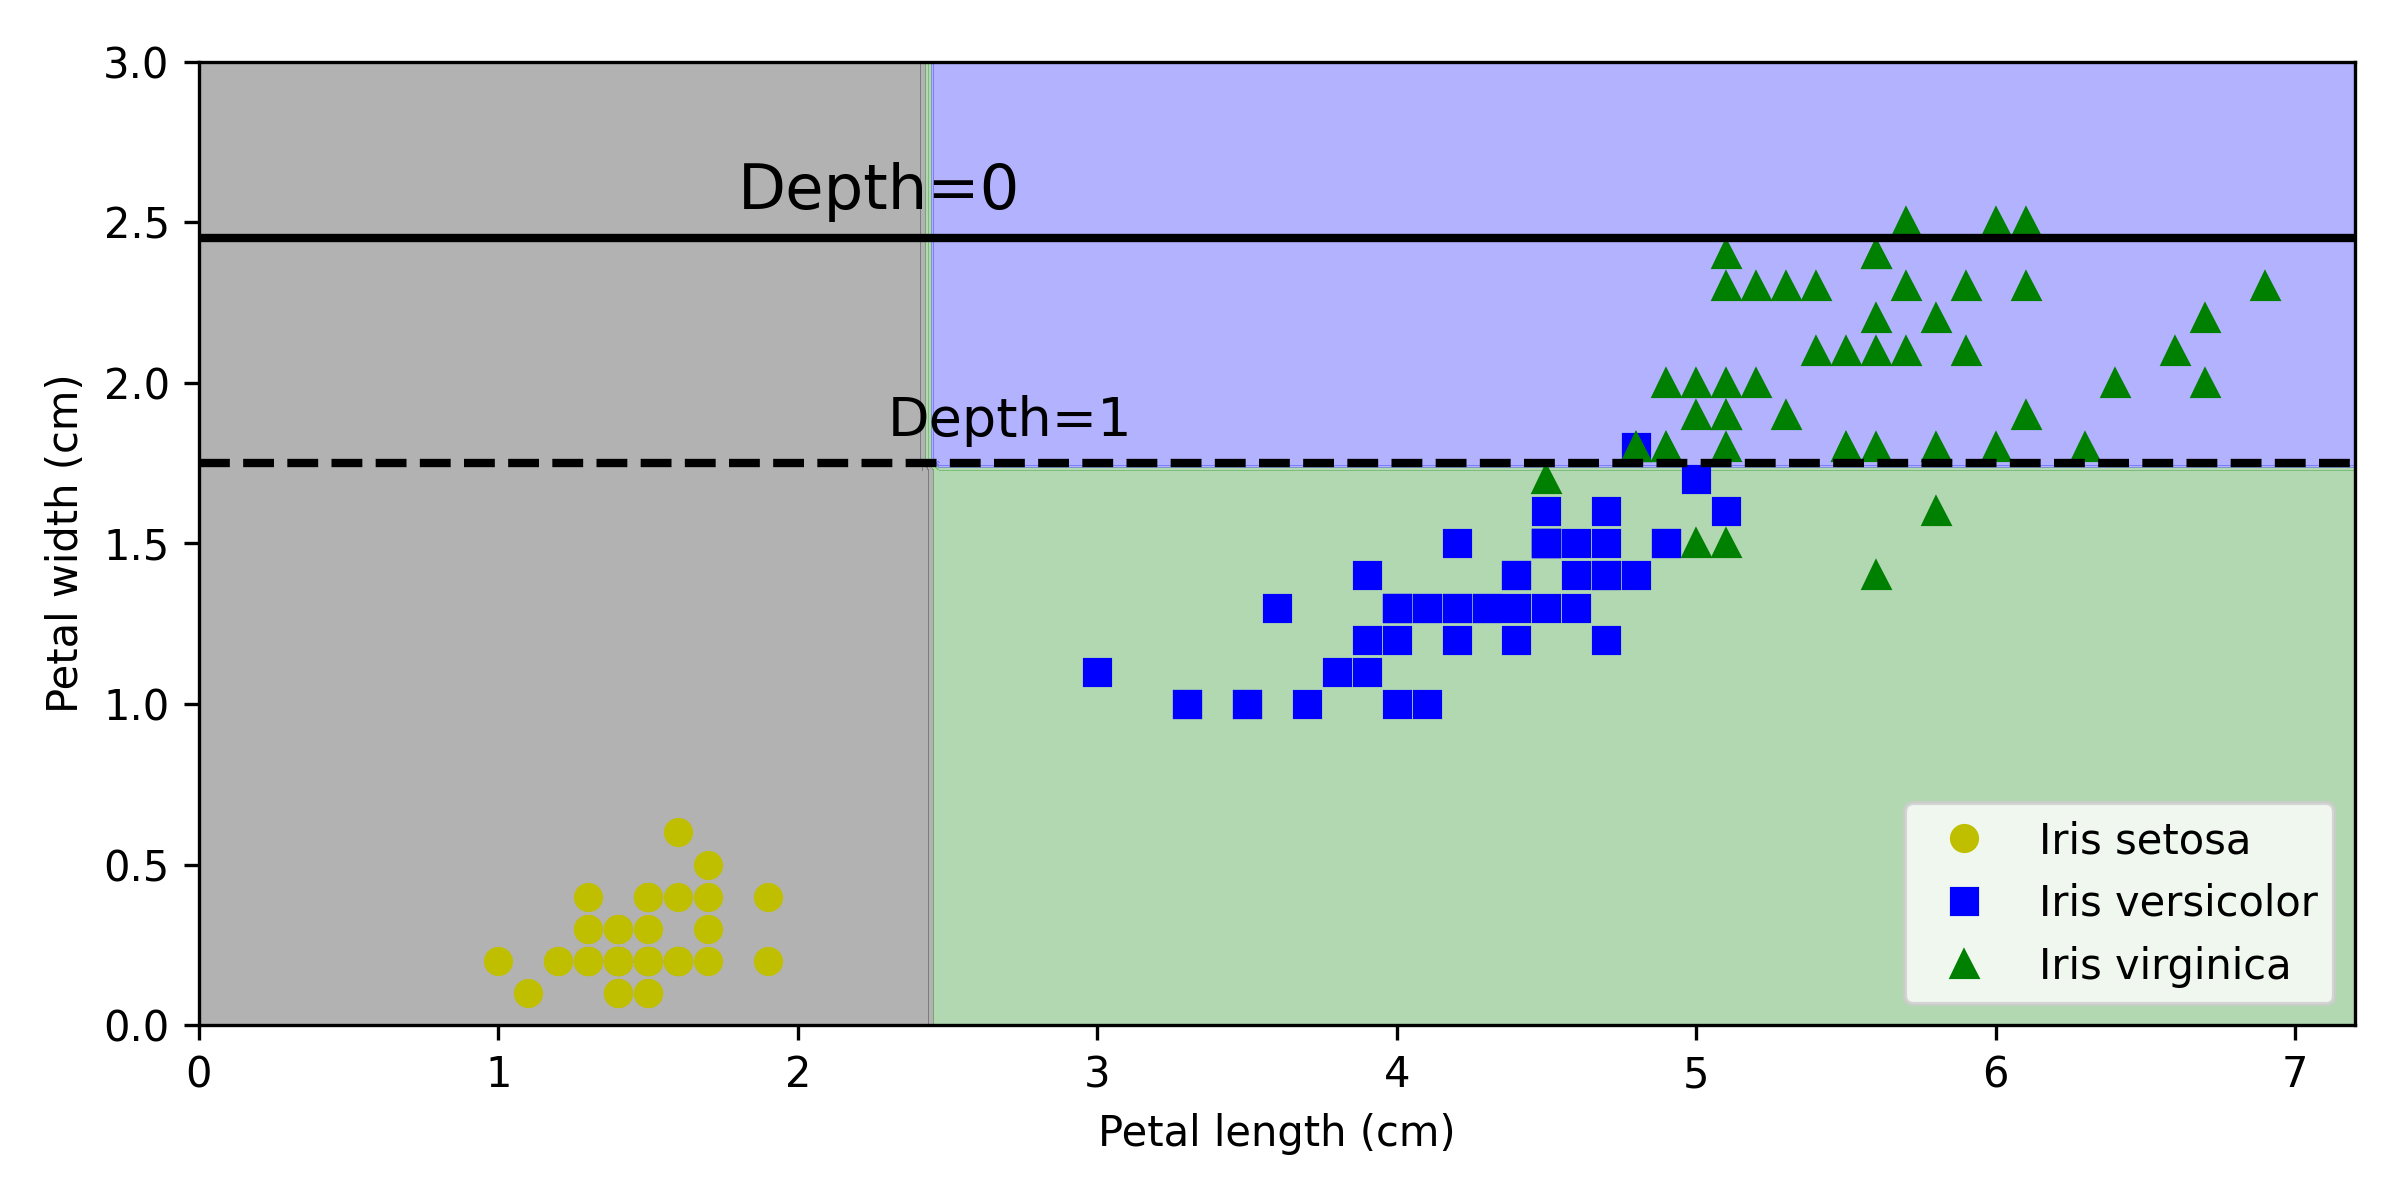 3.0
2.5
2.0
1.5
1.0
0.5
0.0
Petal width (cm)
Depth=0
Depth=1
Iris setosa
Iris versicolor
Iris virginica
0 1 2 3 4 5 6 7
Petal length (cm)